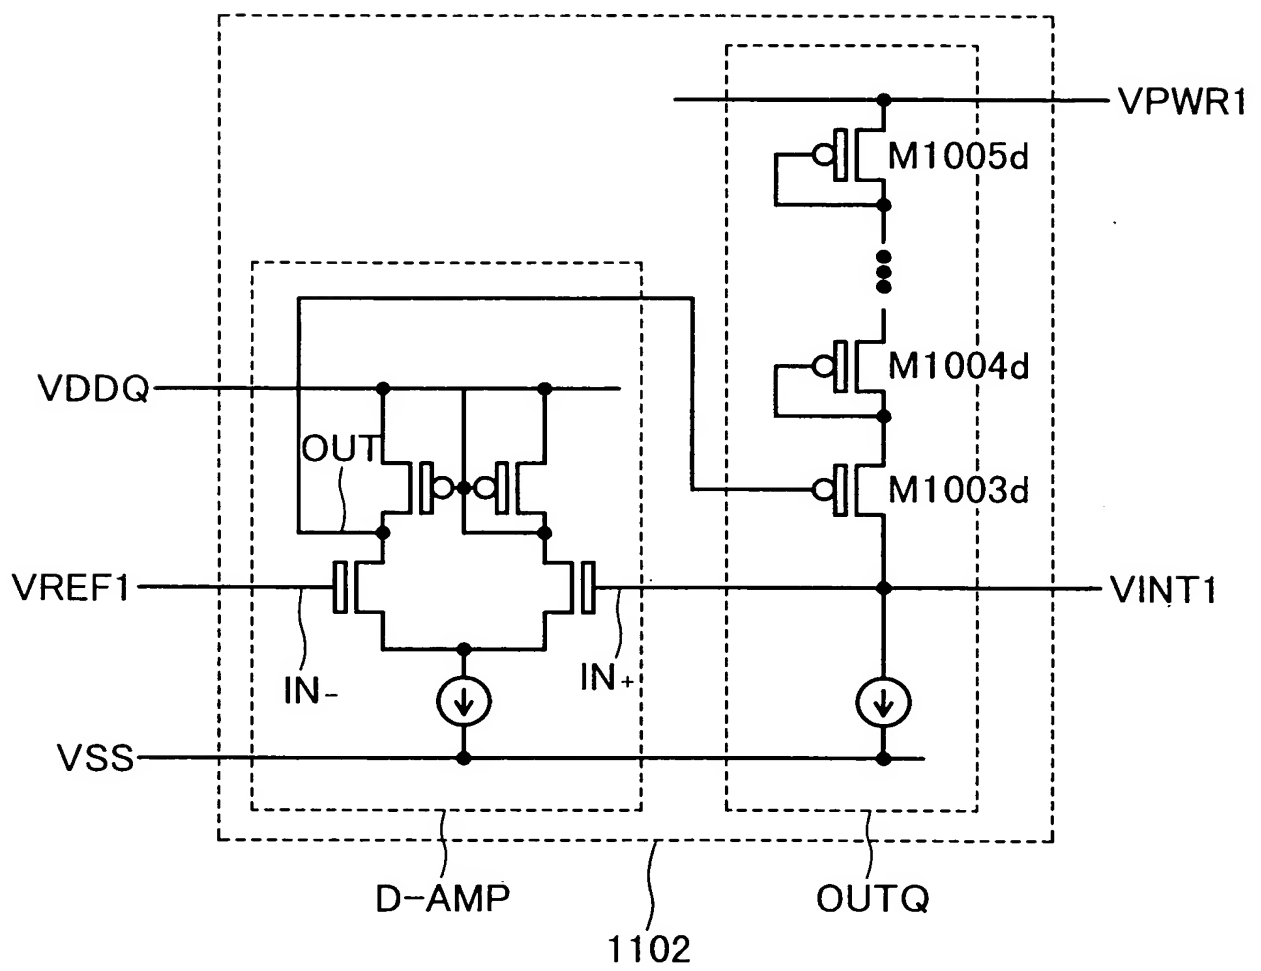 VPWR1
M1005d
M1004d
VDDQ
OUT
M1003d
VREF1
VINT1
IN-
IN+
VSS
D-AMP
OUTQ
1102